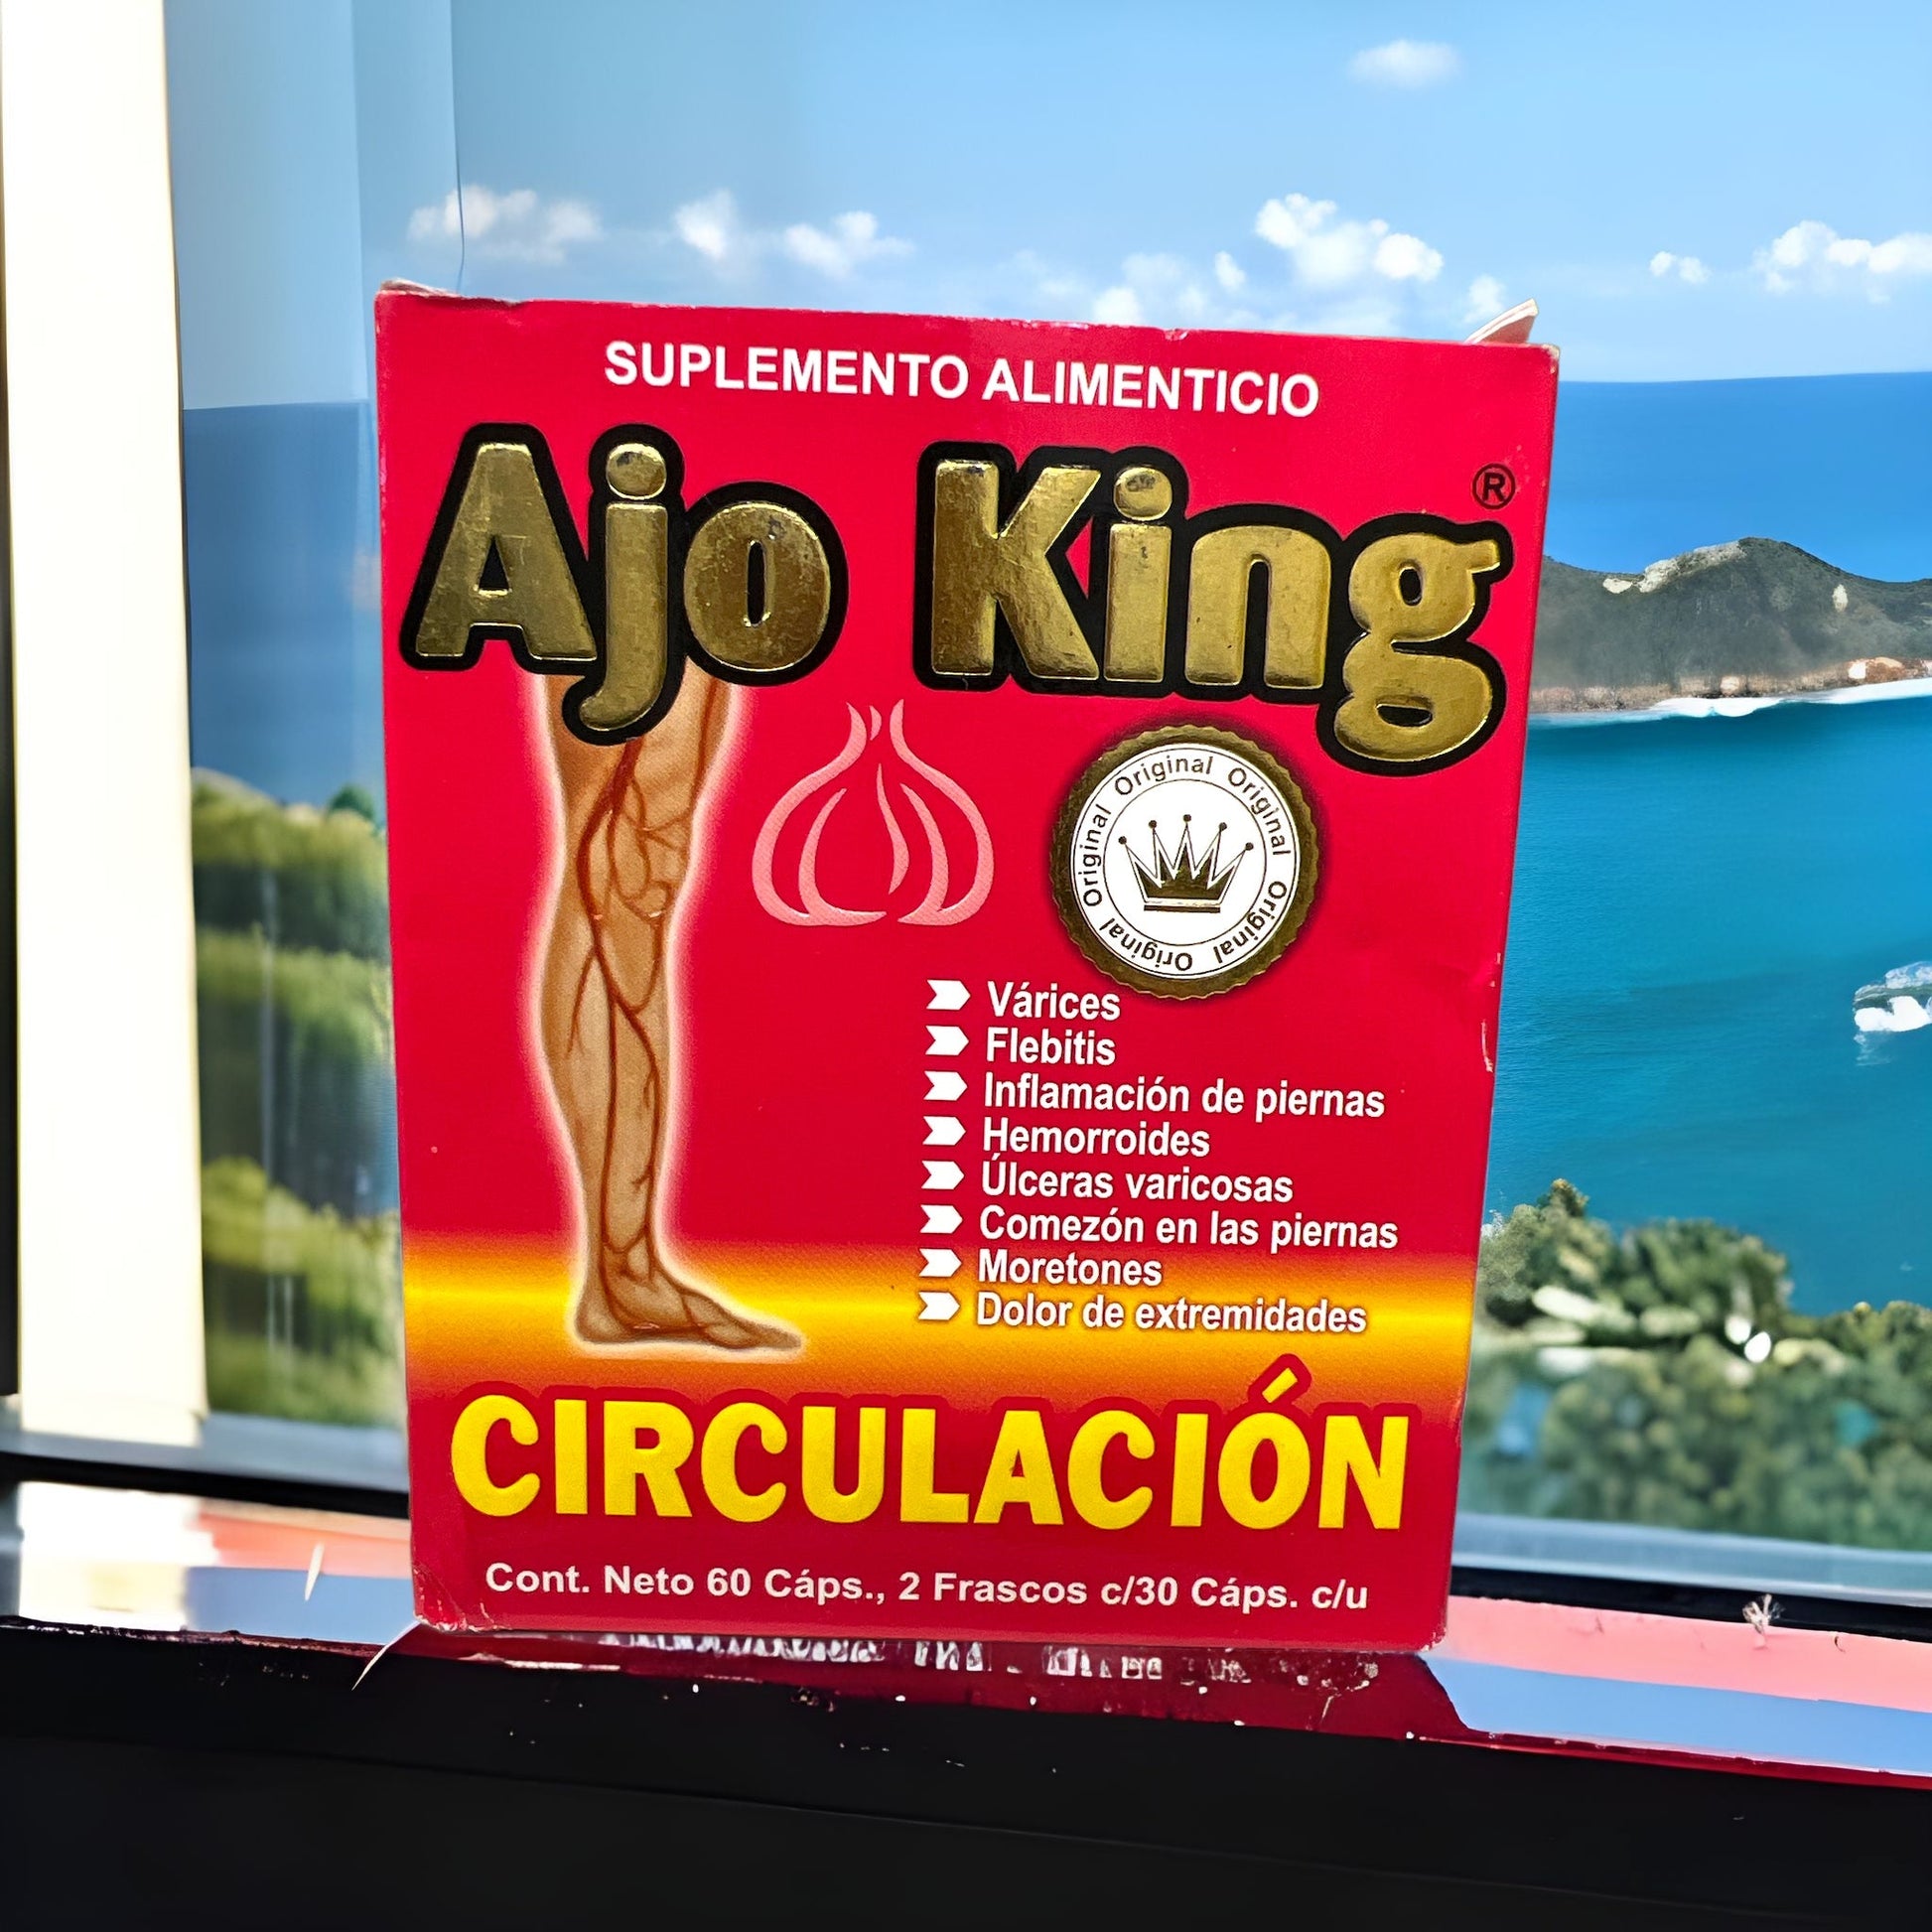 SUPLEMENTO ALIMENTICIO
Ajo King®
Original Original Original Original Original Original
Várices
Flebitis
Inflamación de piernas
Hemorroides
Úlceras varicosas
Comezón en las piernas
Moretones
Dolor de extremidades
CIRCULACIÓN
Cont. Neto 60 Cáps., 2 Frascos c/30 Cáps. c/u